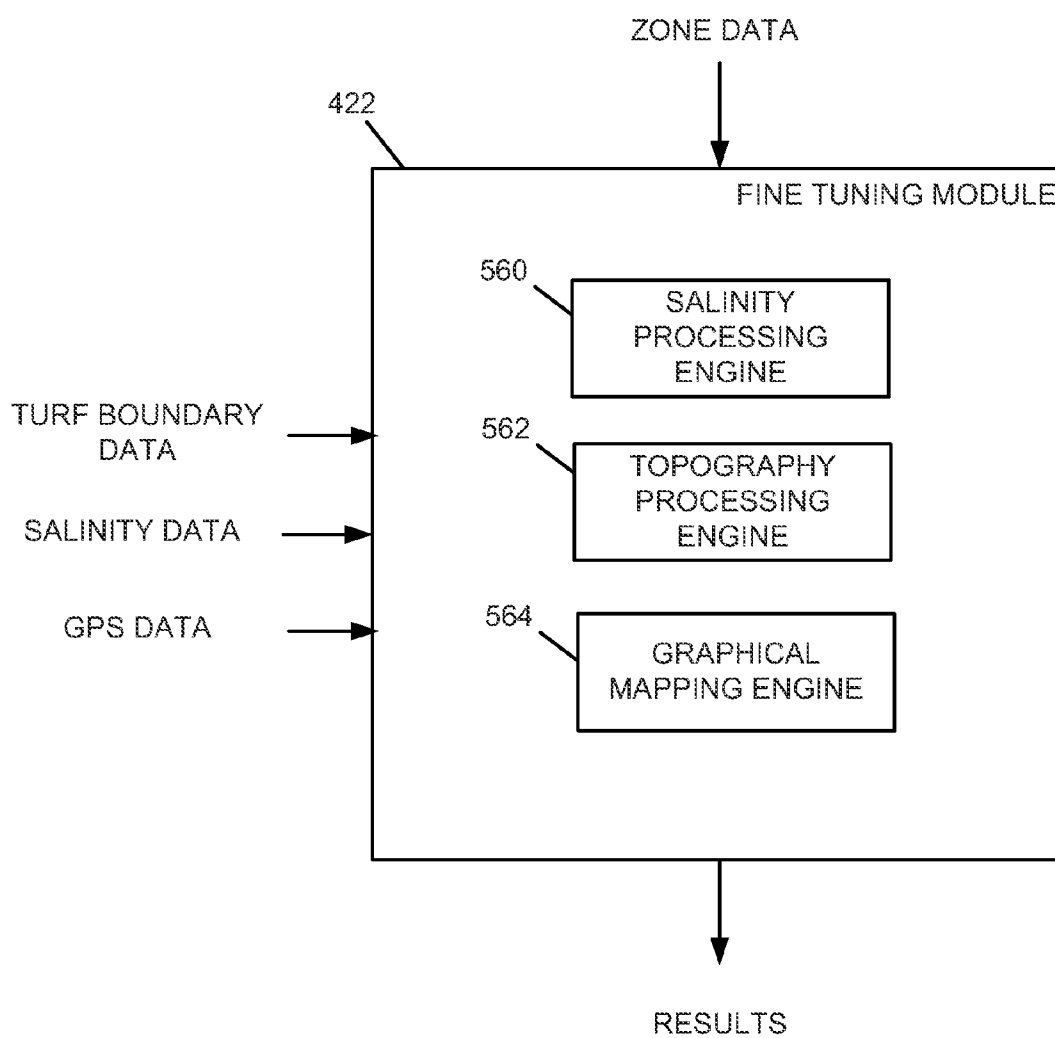 ZONE DATA
422
FINE TUNING MODULE
560
SALINITY
PROCESSING
ENGINE
TURF BOUNDARY
DATA
562
TOPOGRAPHY
PROCESSING
ENGINE
SALINITY DATA
GPS DATA
564
GRAPHICAL
MAPPING ENGINE
RESULTS